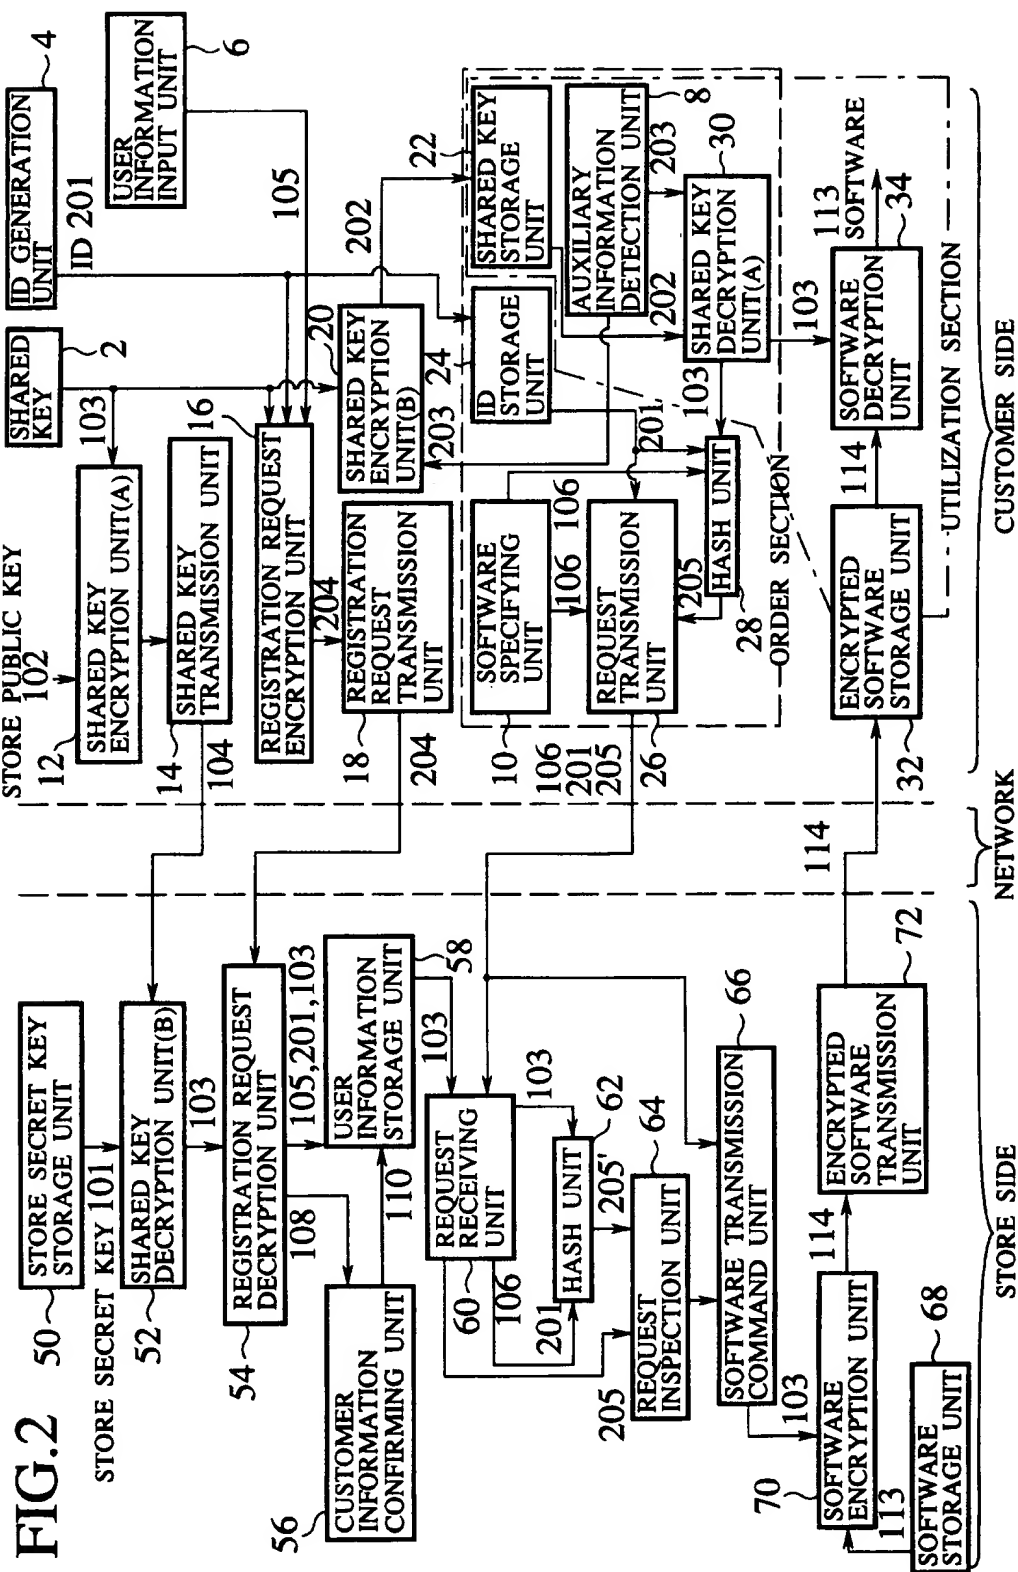 FIG.2
STORE PUBLIC KEY
102
12
SHARED KEY
ENCRYPTION UNIT(A)
103
SHARED
KEY
2
ID GENERATION
UNIT
4
ID 201
USER
INFORMATION
INPUT UNIT
6
105
14
SHARED KEY
TRANSMISSION UNIT
104
16
REGISTRATION REQUEST
ENCRYPTION UNIT
204
18
REGISTRATION
REQUEST
TRANSMISSION
UNIT
204
20
SHARED KEY
ENCRYPTION
UNIT(B)
202
203
22
SHARED KEY
STORAGE
UNIT
24
ID STORAGE
UNIT
AUXILIARY
INFORMATION
DETECTION UNIT
8
203
202
30
SHARED KEY
DECRYPTION
UNIT(A)
103
103
10
SOFTWARE
SPECIFYING
UNIT
106
106
201
REQUEST
TRANSMISSION
UNIT
26
106
201
205
205
HASH UNIT
28
ORDER SECTION
113
SOFTWARE
34
SOFTWARE
DECRYPTION
UNIT
114
ENCRYPTED
SOFTWARE
STORAGE UNIT
32
UTILIZATION SECTION
CUSTOMER SIDE
114
NETWORK
STORE SECRET KEY
STORAGE UNIT
50
STORE SECRET KEY 101
SHARED KEY
DECRYPTION UNIT(B)
52
103
REGISTRATION REQUEST
DECRYPTION UNIT
54
108
105,201,103
CUSTOMER
INFORMATION
CONFIRMING UNIT
56
110
USER
INFORMATION
STORAGE UNIT
58
103
REQUEST
RECEIVING
UNIT
60
106
103
201
HASH UNIT
62
205'
205
REQUEST
INSPECTION UNIT
64
SOFTWARE TRANSMISSION
COMMAND UNIT
66
103
70
SOFTWARE
ENCRYPTION UNIT
113
SOFTWARE
STORAGE UNIT
68
114
ENCRYPTED
SOFTWARE
TRANSMISSION
UNIT
72
STORE SIDE